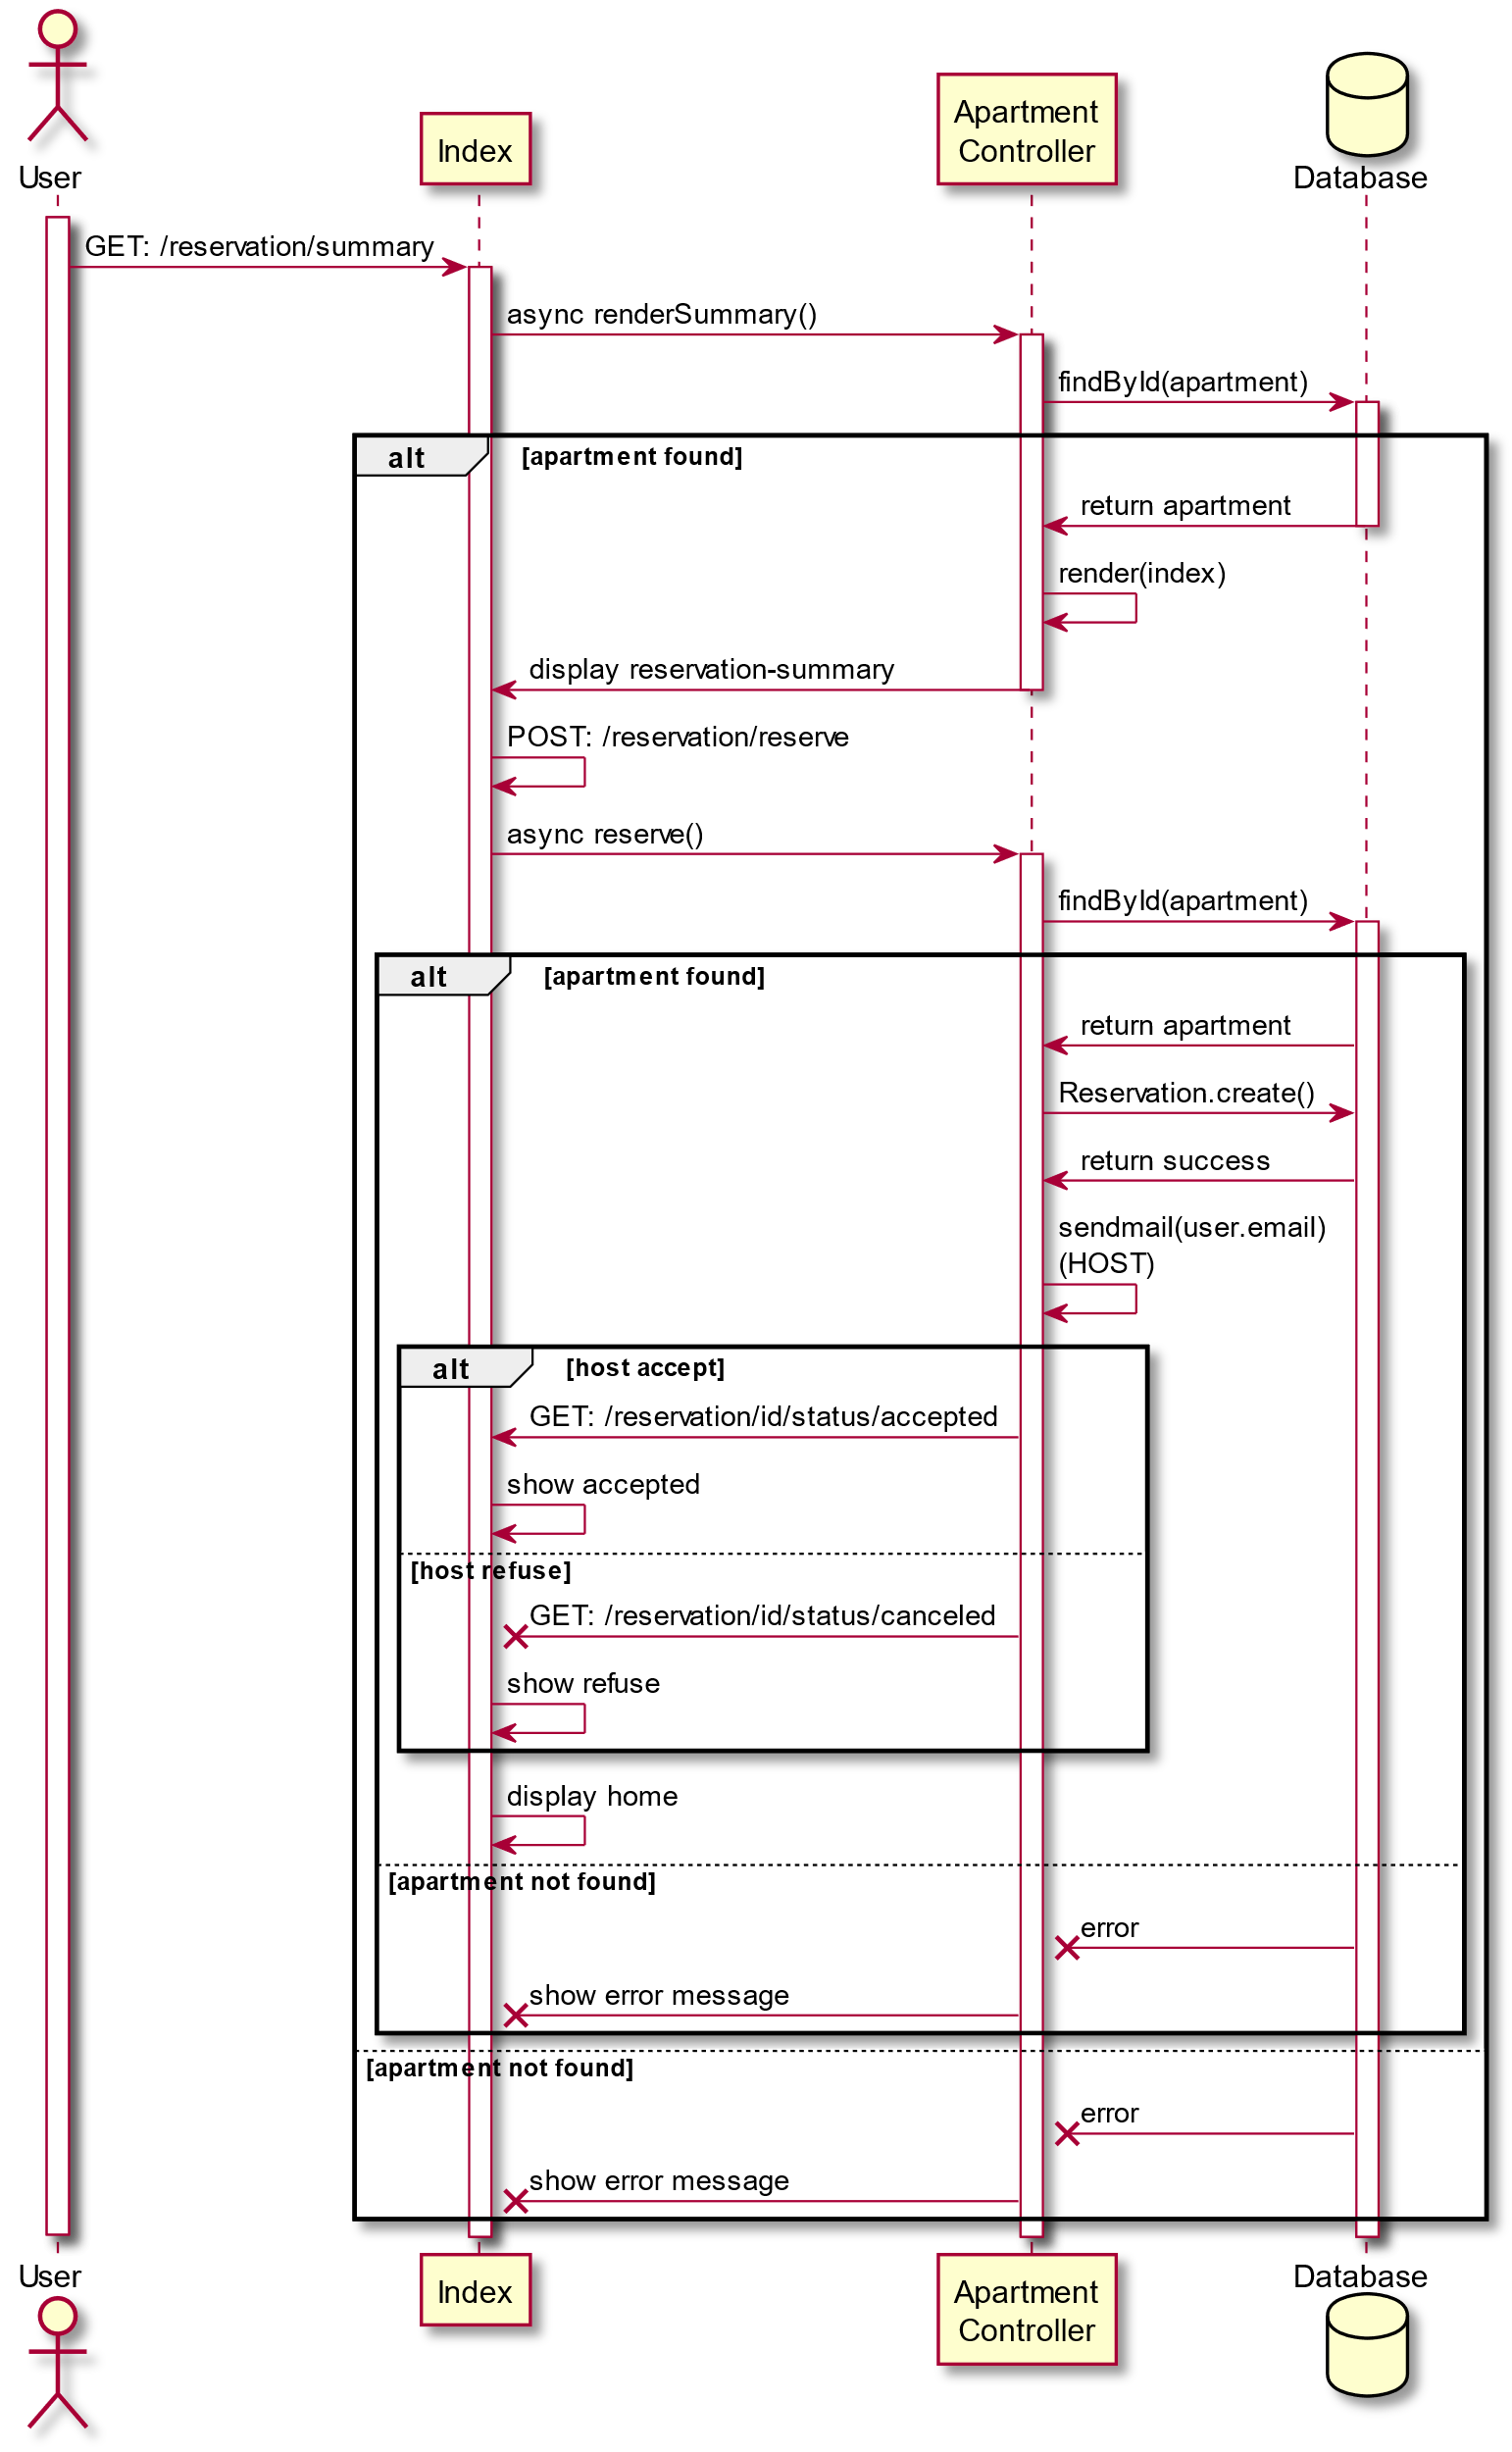 User
Index
Apartment
Controller
Database
GET: /reservation/summary
async renderSummary()
findById(apartment)
alt
[apartment found]
return apartment
render(index)
display reservation-summary
POST: /reservation/reserve
async reserve()
findById(apartment)
alt
[apartment found]
return apartment
Reservation.create()
return success
sendmail(user.email)
(HOST)
alt
[host accept]
GET: /reservation/id/status/accepted
show accepted
[host refuse]
GET: /reservation/id/status/canceled
show refuse
display home
[apartment not found]
error
show error message
[apartment not found]
error
show error message
User
Index
Apartment
Controller
Database